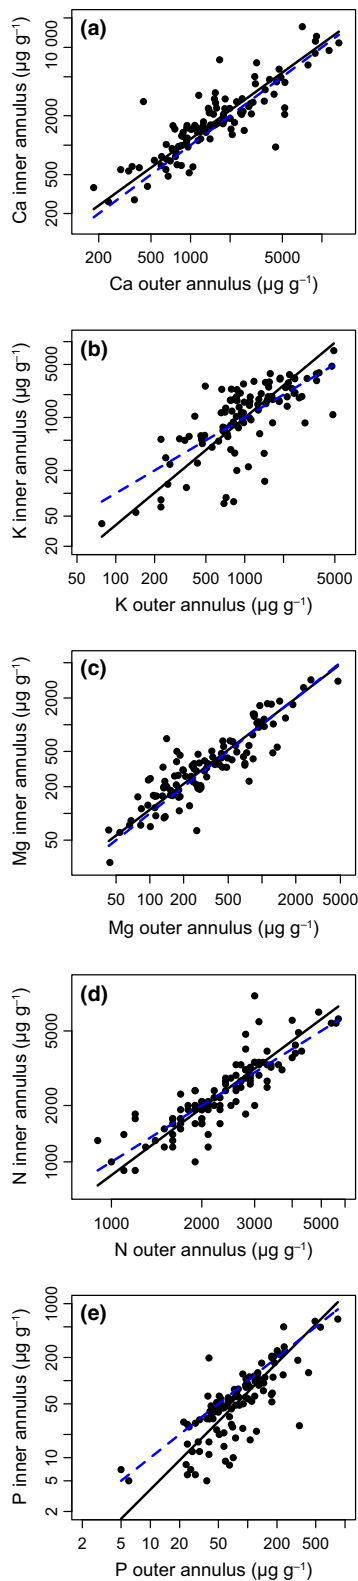 (a)
Ca inner annulus (µg g⁻¹)
10 000
2000
500
200
200 500 1000 5000
Ca outer annulus (µg g⁻¹)
(b)
K inner annulus (µg g⁻¹)
5000
1000
200
50
20
50 100 200 500 1000 5000
K outer annulus (µg g⁻¹)
(c)
Mg inner annulus (µg g⁻¹)
2000
500
200
50
50 100 200 500 2000 5000
Mg outer annulus (µg g⁻¹)
(d)
N inner annulus (µg g⁻¹)
5000
2000
1000
1000 2000 3000 5000
N outer annulus (µg g⁻¹)
(e)
P inner annulus (µg g⁻¹)
1000
200
50
10
5
2
2 5 10 20 50 200 500
P outer annulus (µg g⁻¹)